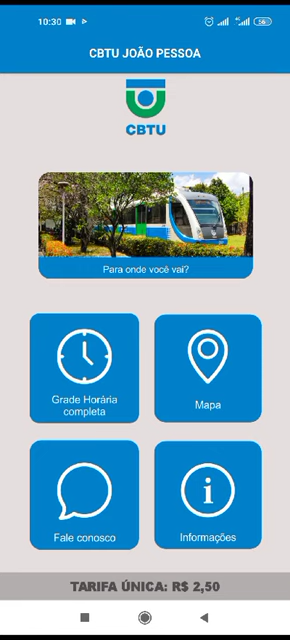 10:30
CBTU JOÃO PESSOA
CBTU
Para onde você vai?
Grade Horária
completa
Mapa
Fale conosco
Informações
TARIFA ÚNICA: R$ 2,50